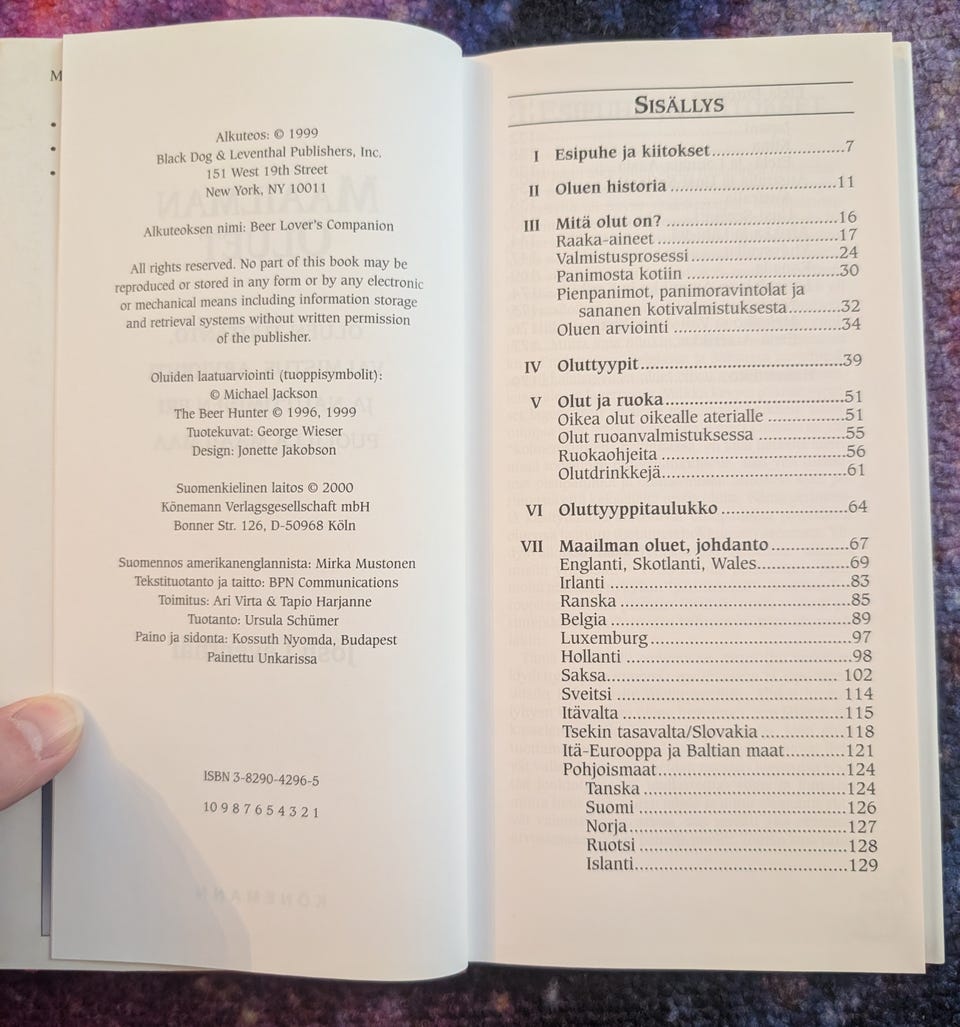 M
•
•
•
Alkuteos: © 1999
Black Dog & Leventhal Publishers, Inc.
151 West 19th Street
New York, NY 10011
Alkuteoksen nimi: Beer Lover's Companion
All rights reserved. No part of this book may be
reproduced or stored in any form or by any electronic
or mechanical means including information storage
and retrieval systems without written permission
of the publisher.
Oluiden laatuarviointi (tuoppisymbolit):
© Michael Jackson
The Beer Hunter © 1996, 1999
Tuotekuvat: George Wieser
Design: Jonette Jakobson
Suomenkielinen laitos © 2000
Könemann Verlagsgesellschaft mbH
Bonner Str. 126, D-50968 Köln
Suomennos amerikanenglannista: Mirka Mustonen
Tekstituotanto ja taitto: BPN Communications
Toimitus: Ari Virta & Tapio Harjanne
Tuotanto: Ursula Schümer
Paino ja sidonta: Kossuth Nyomda, Budapest
Painettu Unkarissa
ISBN 3-8290-4296-5
10 9 8 7 6 5 4 3 2 1
SISÄLLYS
I Esipuhe ja kiitokset..........................7
II Oluen historia ................................11
III Mitä olut on? ..................................16
Raaka-aineet ....................................17
Valmistusprosessi ............................24
Panimosta kotiin ..............................30
Pienpanimot, panimoravintolat ja
sananen kotivalmistuksesta..........32
Oluen arviointi ................................34
IV Oluttyypit........................................39
V Olut ja ruoka....................................51
Oikea olut oikealle aterialle ..............51
Olut ruoanvalmistuksessa ................55
Ruokaohjeita ....................................56
Olutdrinkkejä....................................61
VI Oluttyyppitaulukko ........................64
VII Maailman oluet, johdanto..............67
Englanti, Skotlanti, Wales..................69
Irlanti ..............................................83
Ranska ............................................85
Belgia ..............................................89
Luxemburg ......................................97
Hollanti ............................................98
Saksa.............................................. 102
Sveitsi ............................................ 114
Itävalta ............................................115
Tsekin tasavalta/Slovakia ................118
Itä-Eurooppa ja Baltian maat............121
Pohjoismaat....................................124
Tanska ........................................124
Suomi ........................................126
Norja..........................................127
Ruotsi ........................................128
Islanti..........................................129